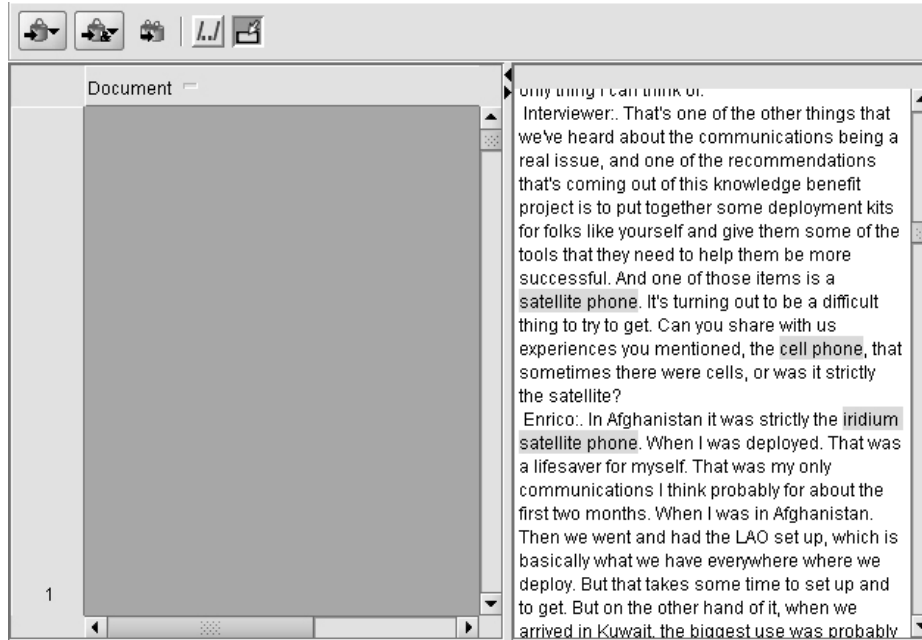 Document
only thing I can think of.
Interviewer:. That's one of the other things that
we've heard about the communications being a
real issue, and one of the recommendations
that's coming out of this knowledge benefit
project is to put together some deployment kits
for folks like yourself and give them some of the
tools that they need to help them be more
successful. And one of those items is a
satellite phone. It's turning out to be a difficult
thing to try to get. Can you share with us
experiences you mentioned, the cell phone, that
sometimes there were cells, or was it strictly
the satellite?
Enrico:. In Afghanistan it was strictly the iridium
satellite phone. When I was deployed. That was
a lifesaver for myself. That was my only
communications I think probably for about the
first two months. When I was in Afghanistan.
Then we went and had the LAO set up, which is
basically what we have everywhere where we
deploy. But that takes some time to set up and
to get. But on the other hand of it, when we
arrived in Kuwait, the biggest use was probably
1